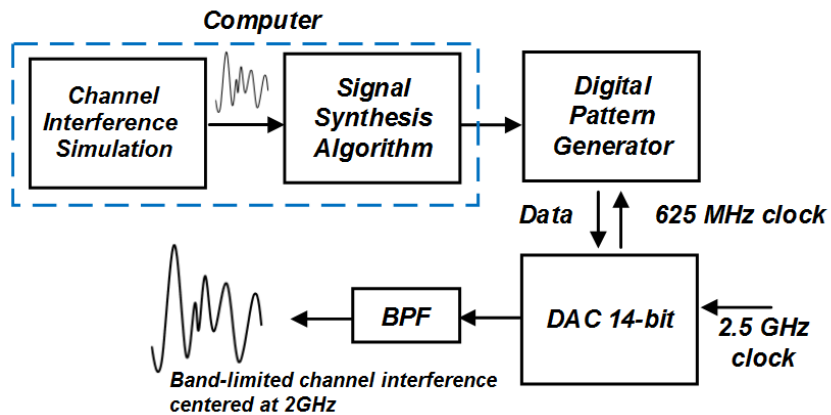 Computer
Channel
Interference
Simulation
Signal
Synthesis
Algorithm
Digital
Pattern
Generator
Data
625 MHz clock
BPF
DAC 14-bit
2.5 GHz
clock
Band-limited channel interference
centered at 2GHz